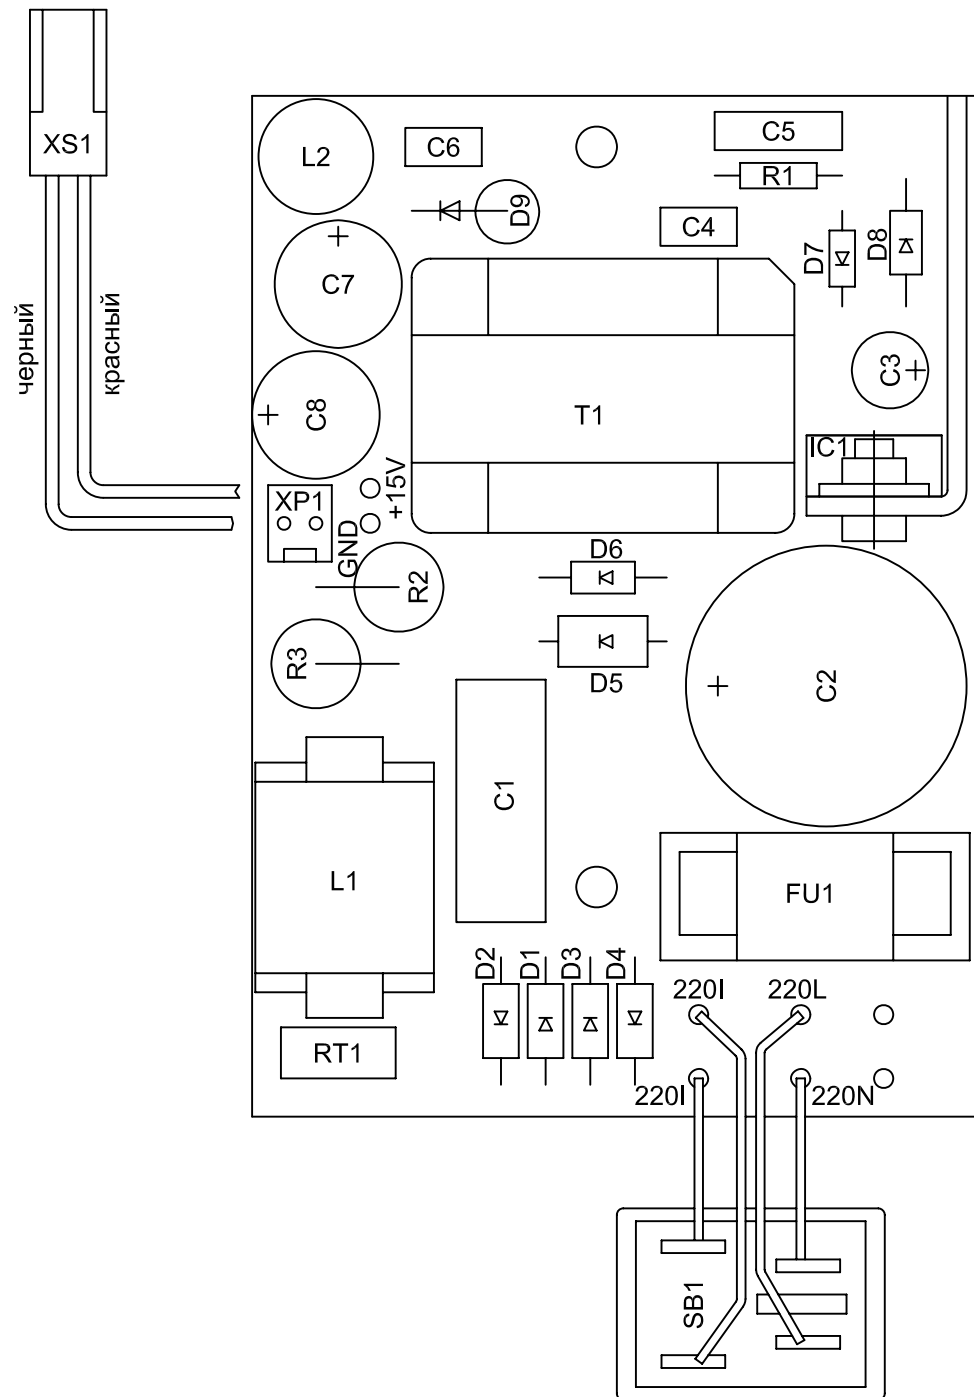 XS1
L2
C6
C5
R1
D9
C4
D7
D8
C7
черный
красный
C3
C8
T1
IC1
+15V
XP1
GND
D6
R2
R3
D5
C2
C1
L1
FU1
D2
D1
D3
D4
220I
220L
RT1
220I
220N
SB1